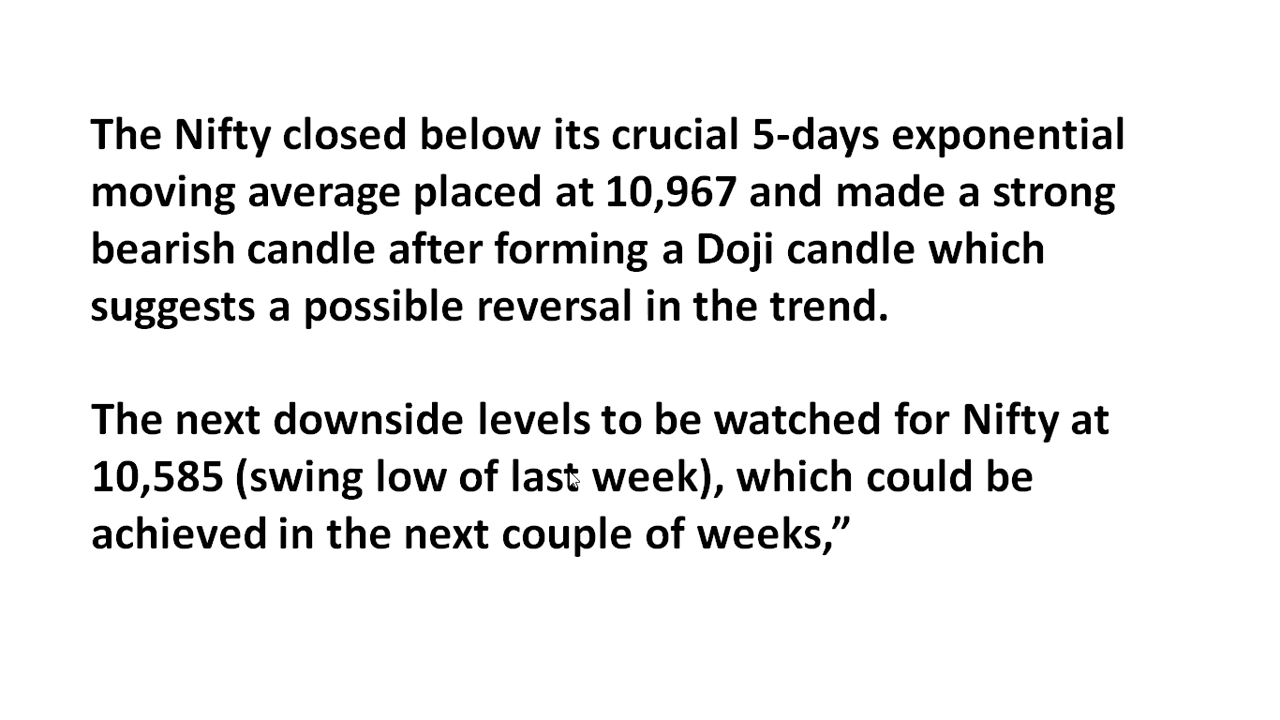 The Nifty closed below its crucial 5-days exponential
moving average placed at 10,967 and made a strong
bearish candle after forming a Doji candle which
suggests a possible reversal in the trend.
The next downside levels to be watched for Nifty at
10,585 (swing low of last week), which could be
achieved in the next couple of weeks,”